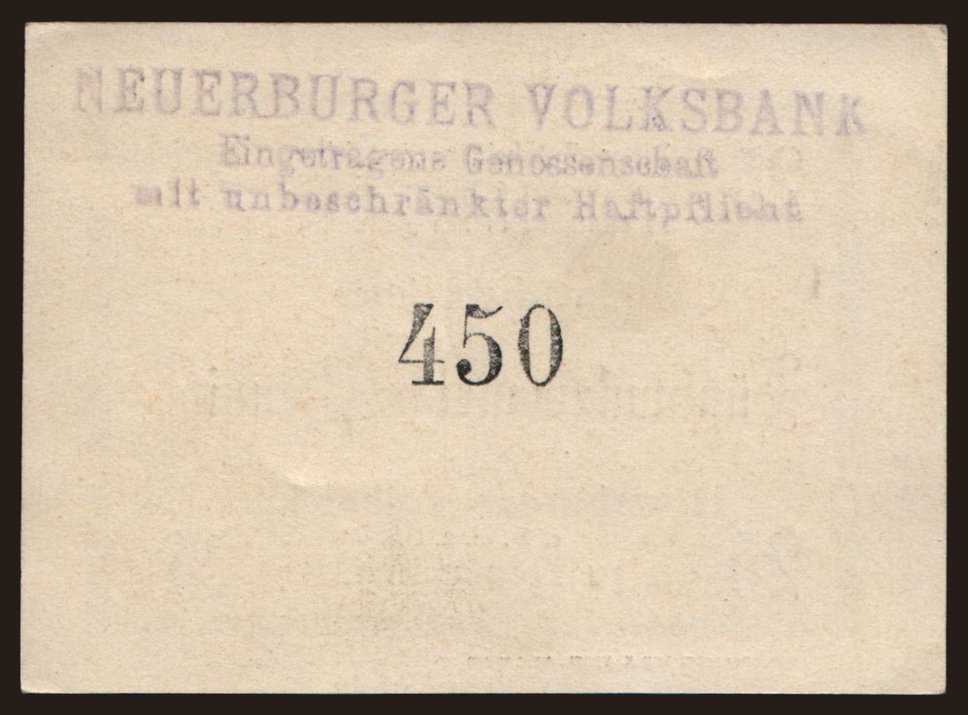 NEUERBURGER VOLKSBANK
Eingetragene Genossenschaft
mit unbeschränkter Haftpflicht
450